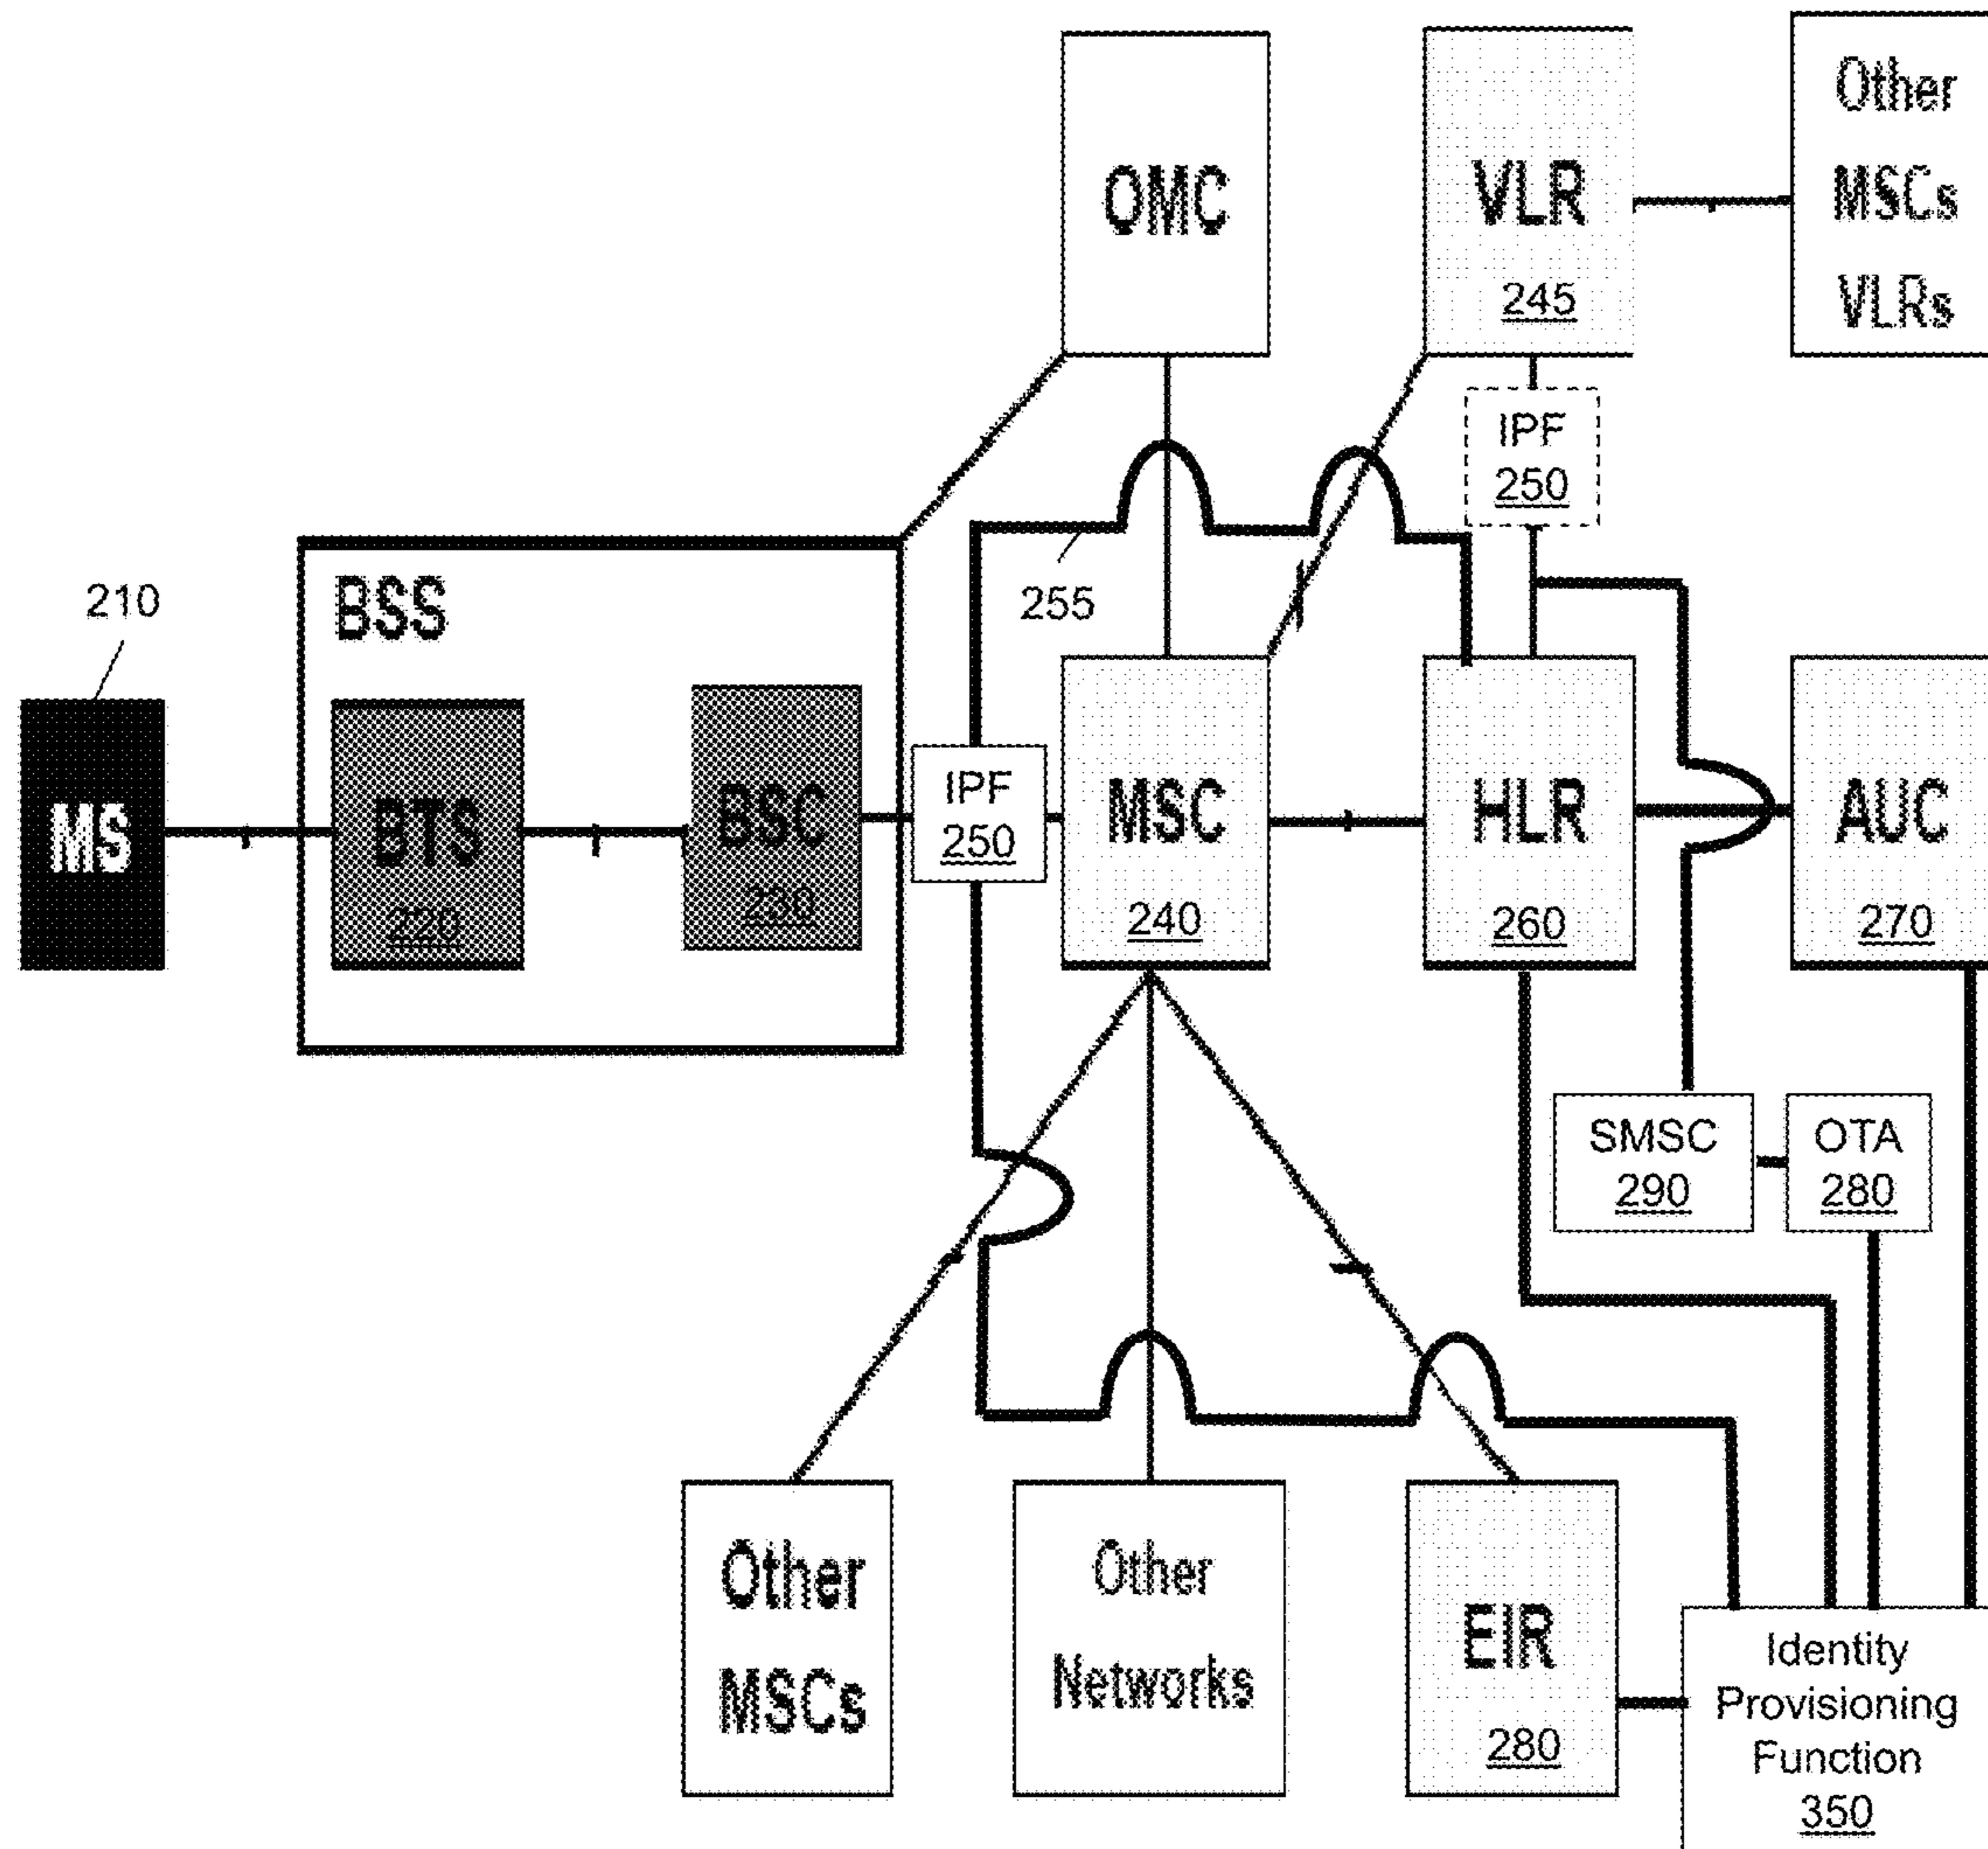 OMC
VLR
245
Other
MSCs
VLRs
IPF
250
255
210
BSS
MS
BTS
220
BSC
230
IPF
250
MSC
240
HLR
260
AUC
270
SMSC
290
OTA
280
Other
MSCs
Other
Networks
EIR
280
Identity
Provisioning
Function
350